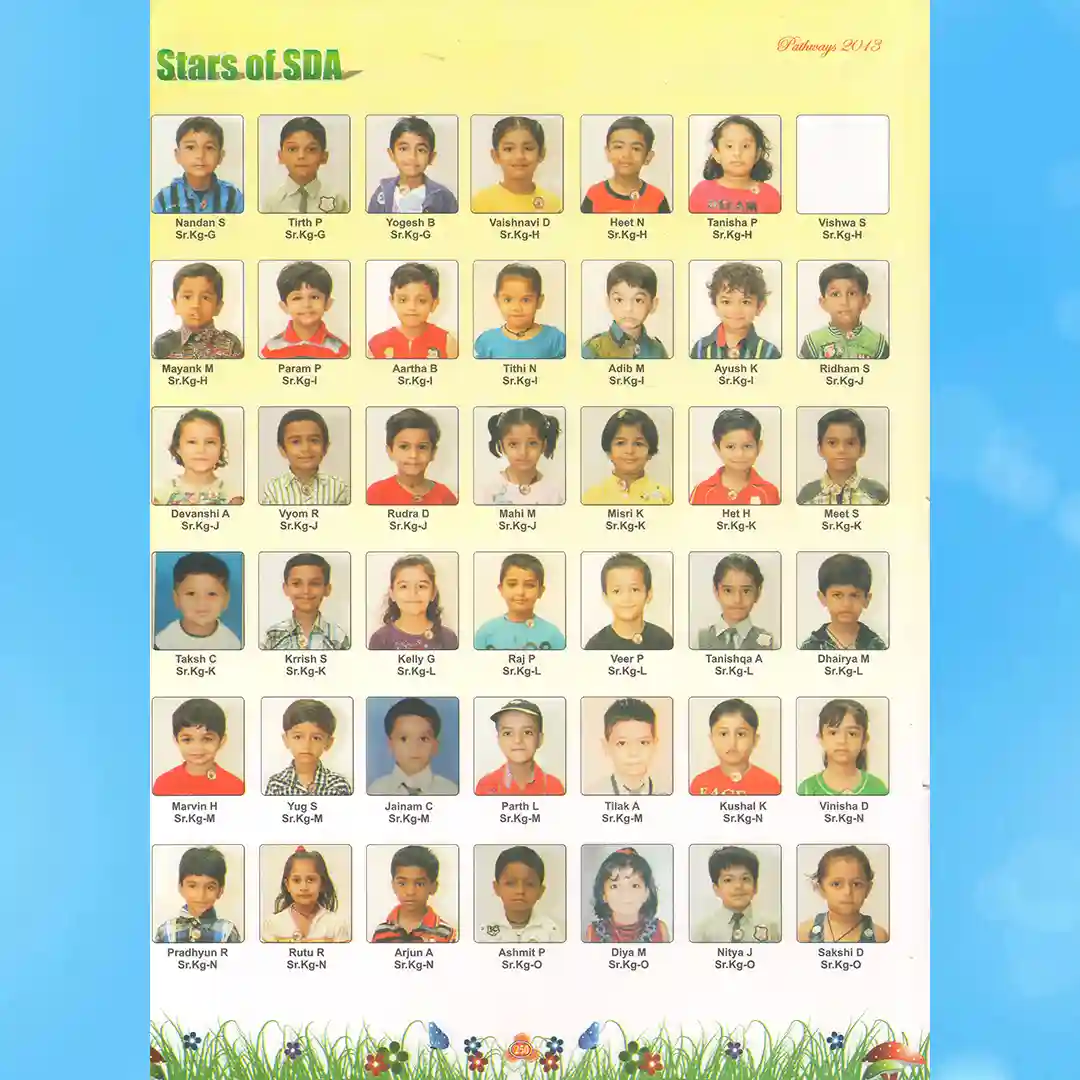 Pathways 2013
Stars of SDA
Nandan S Tirth P Yogesh B Vaishnavi D Heet N Tanisha P Vishwa S
Sr.Kg-G Sr.Kg-G Sr.Kg-G Sr.Kg-H Sr.Kg-H Sr.Kg-H Sr.Kg-H
Mayank M Param P Aartha B Tithi N Adib M Ayush K Ridham S
Sr.Kg-H Sr.Kg-I Sr.Kg-I Sr.Kg-I Sr.Kg-I Sr.Kg-I Sr.Kg-J
Devanshi A Vyom R Rudra D Mahi M Misri K Het H Meet S
Sr.Kg-J Sr.Kg-J Sr.Kg-J Sr.Kg-J Sr.Kg-K Sr.Kg-K Sr.Kg-K
Taksh C Krrish S Kelly G Raj P Veer P Tanishqa A Dhairya M
Sr.Kg-K Sr.Kg-K Sr.Kg-L Sr.Kg-L Sr.Kg-L Sr.Kg-L Sr.Kg-L
Marvin H Yug S Jainam C Parth L Tilak A Kushal K Vinisha D
Sr.Kg-M Sr.Kg-M Sr.Kg-M Sr.Kg-M Sr.Kg-M Sr.Kg-N Sr.Kg-N
Pradhyun R Rutu R Arjun A Ashmit P Diya M Nitya J Sakshi D
Sr.Kg-N Sr.Kg-N Sr.Kg-N Sr.Kg-O Sr.Kg-O Sr.Kg-O Sr.Kg-O
250